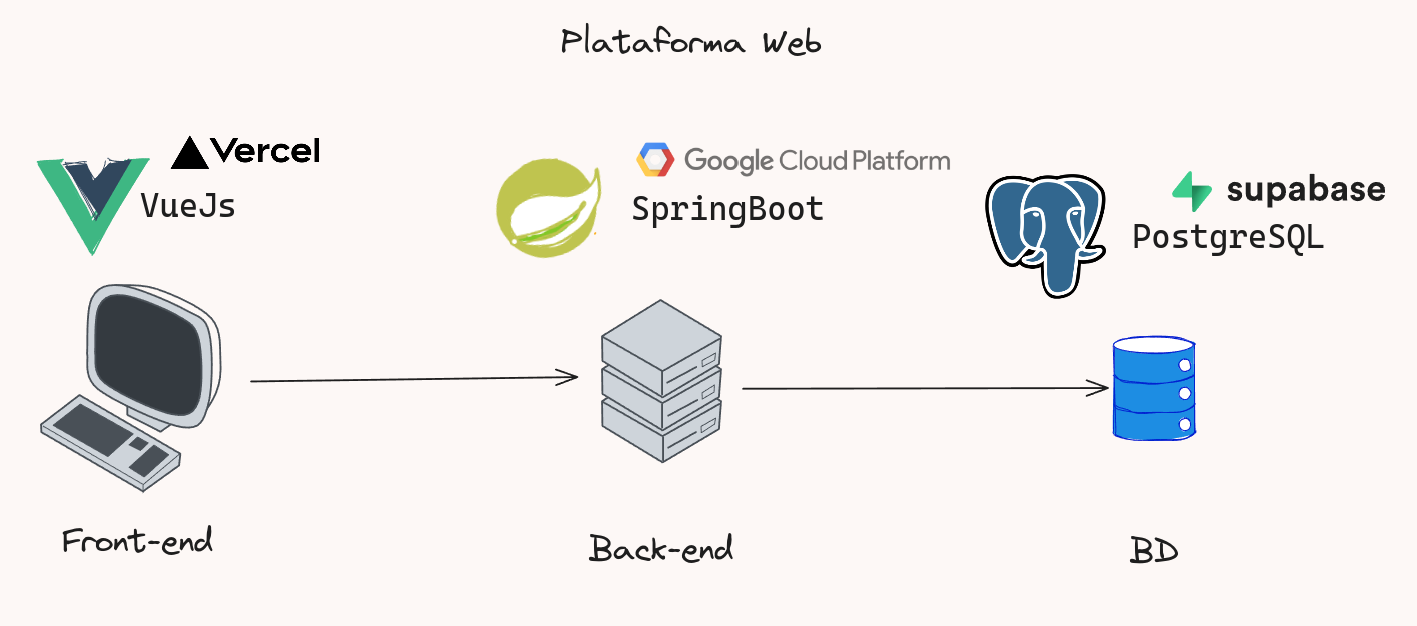 Plataforma Web
Vercel
VueJs
Google Cloud Platform
SpringBoot
supabase
PostgreSQL
Front-end
Back-end
BD